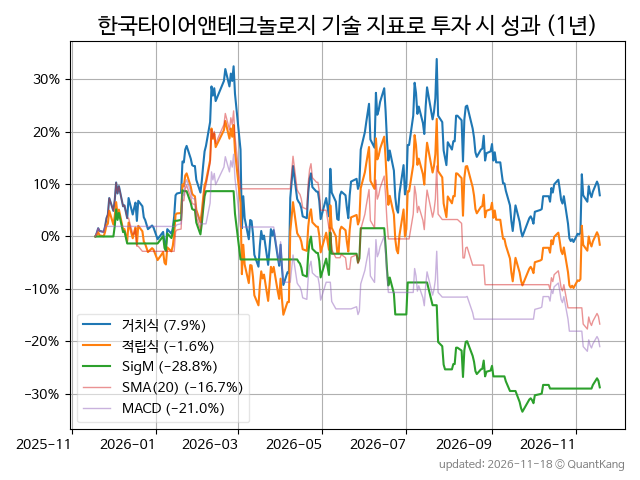 한국타이어앤테크놀로지 기술 지표로 투자 시 성과 (1년)
30%
20%
10%
0%
−10%
−20%
−30%
거치식 (7.9%)
적립식 (−1.6%)
SigM (−28.8%)
SMA(20) (−16.7%)
MACD (−21.0%)
2025-11 2026-01 2026-03 2026-05 2026-07 2026-09 2026-11
updated: 2026-11-18 © QuantKang